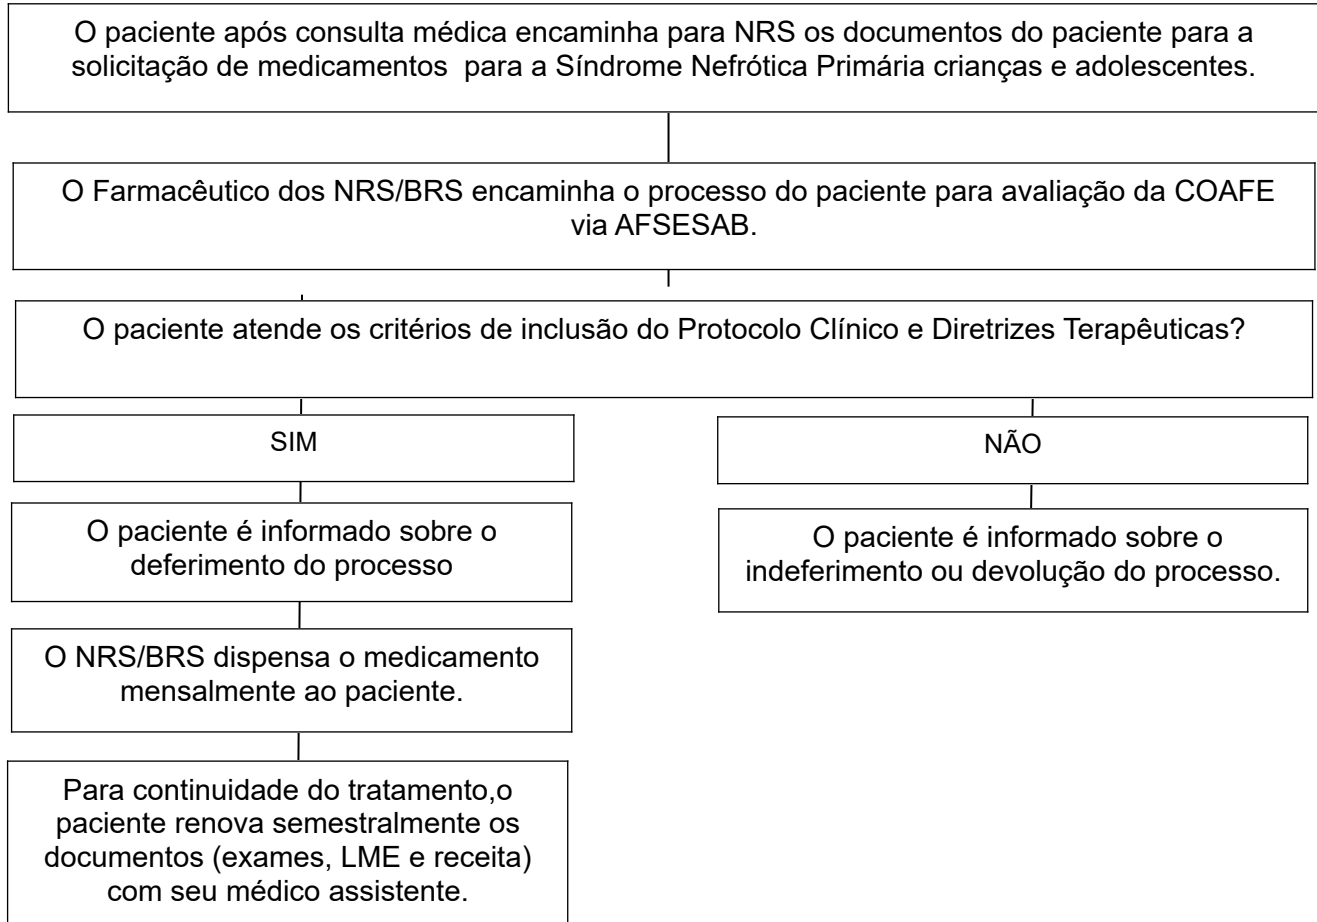 O paciente após consulta médica encaminha para NRS os documentos do paciente para a
solicitação de medicamentos  para a Síndrome Nefrótica Primária crianças e adolescentes.
O Farmacêutico dos NRS/BRS encaminha o processo do paciente para avaliação da COAFE
via AFSESAB.
O paciente atende os critérios de inclusão do Protocolo Clínico e Diretrizes Terapêuticas?
SIM
NÃO
O paciente é informado sobre o
deferimento do processo
O paciente é informado sobre o
indeferimento ou devolução do processo.
O NRS/BRS dispensa o medicamento
mensalmente ao paciente.
Para continuidade do tratamento,o
paciente renova semestralmente os
documentos (exames, LME e receita)
com seu médico assistente.